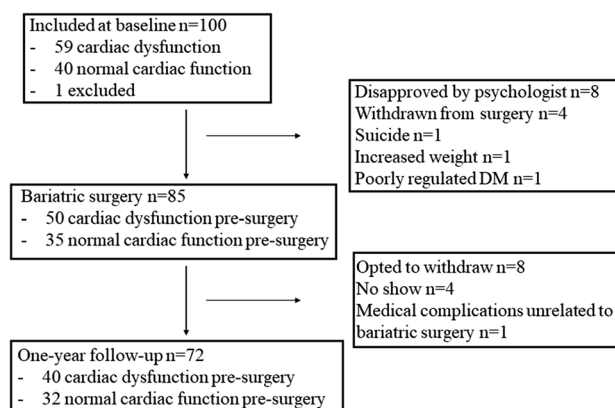 Included at baseline n=100
- 59 cardiac dysfunction
- 40 normal cardiac function
- 1 excluded
Disapproved by psychologist n=8
Withdrawn from surgery n=4
Suicide n=1
Increased weight n=1
Poorly regulated DM n=1
Bariatric surgery n=85
- 50 cardiac dysfunction pre-surgery
- 35 normal cardiac function pre-surgery
Opted to withdraw n=8
No show n=4
Medical complications unrelated to
bariatric surgery n=1
One-year follow-up n=72
- 40 cardiac dysfunction pre-surgery
- 32 normal cardiac function pre-surgery